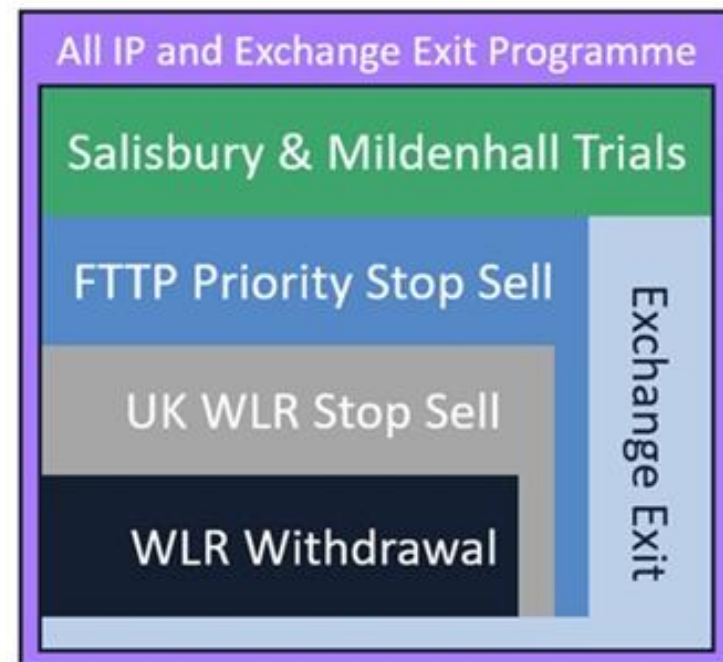 All IP and Exchange Exit Programme
Salisbury & Mildenhall Trials
FTTP Priority Stop Sell
UK WLR Stop Sell
WLR Withdrawal
Exchange Exit